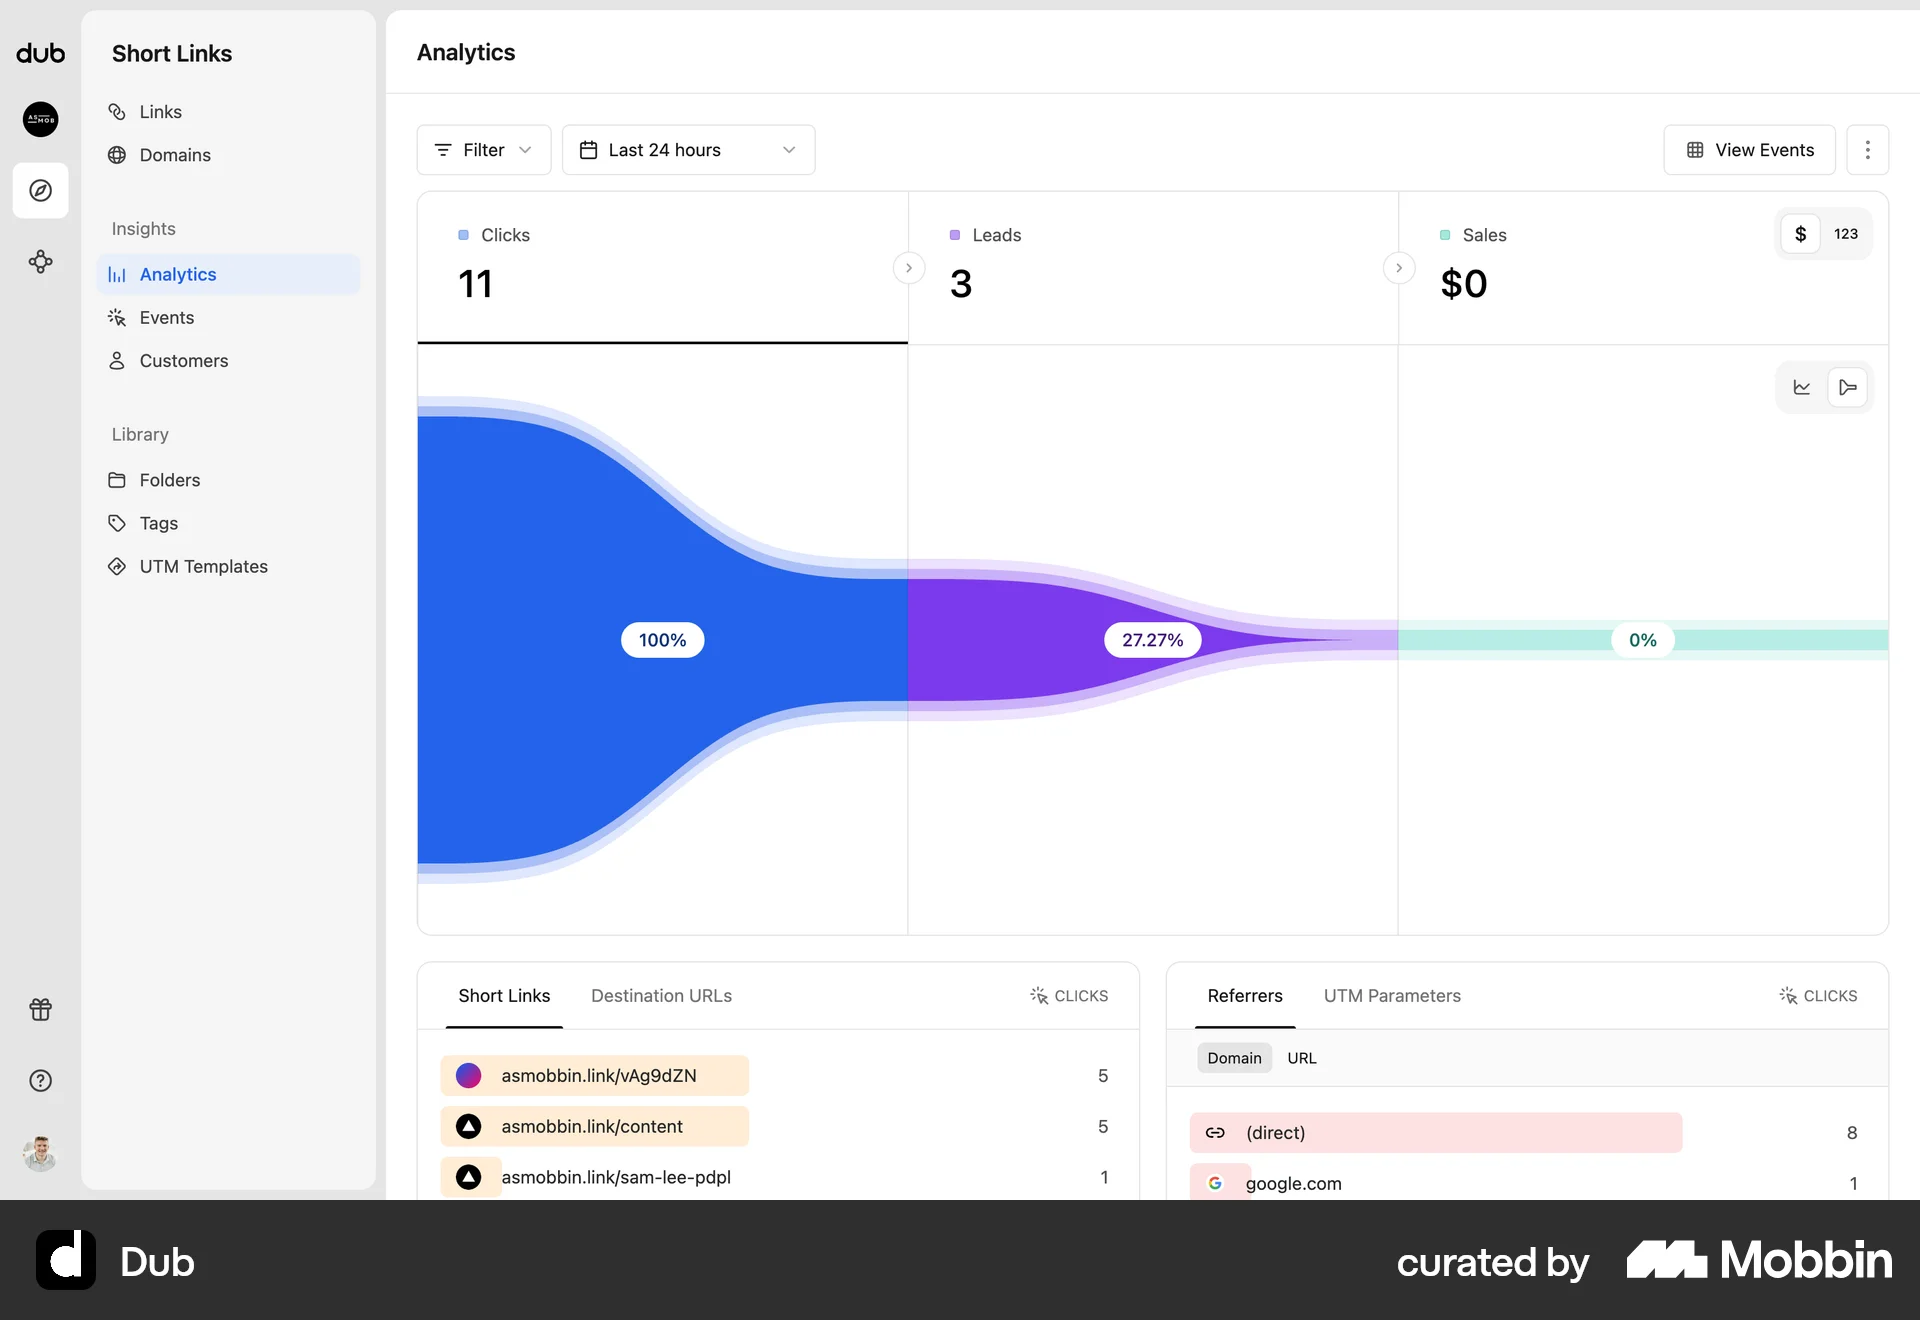 dub
AS
MOB
Short Links
Links
Domains
Insights
Analytics
Events
Customers
Library
Folders
Tags
UTM Templates
Analytics
Filter
Last 24 hours
View Events
Clicks
11
Leads
3
Sales
$0
$ 123
100%
27.27%
0%
Short Links Destination URLs CLICKS
asmobbin.link/vAg9dZN 5
asmobbin.link/content 5
asmobbin.link/sam-lee-pdpl 1
Referrers UTM Parameters CLICKS
Domain URL
(direct) 8
google.com 1
Dub
curated by Mobbin